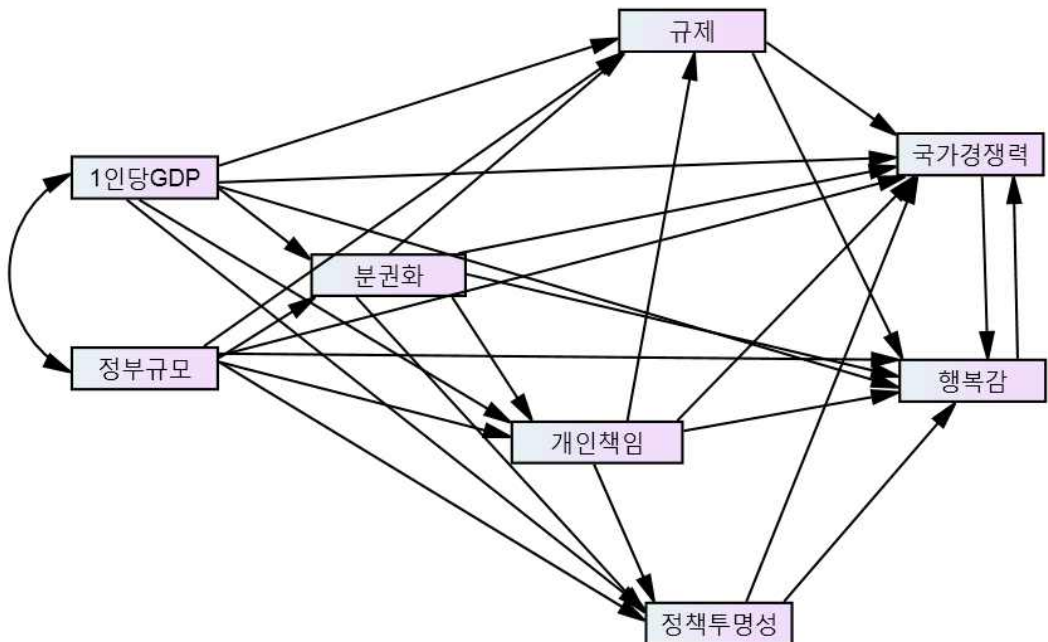 규제
국가경쟁력
1인당GDP
분권화
정부규모
행복감
개인책임
정책투명성